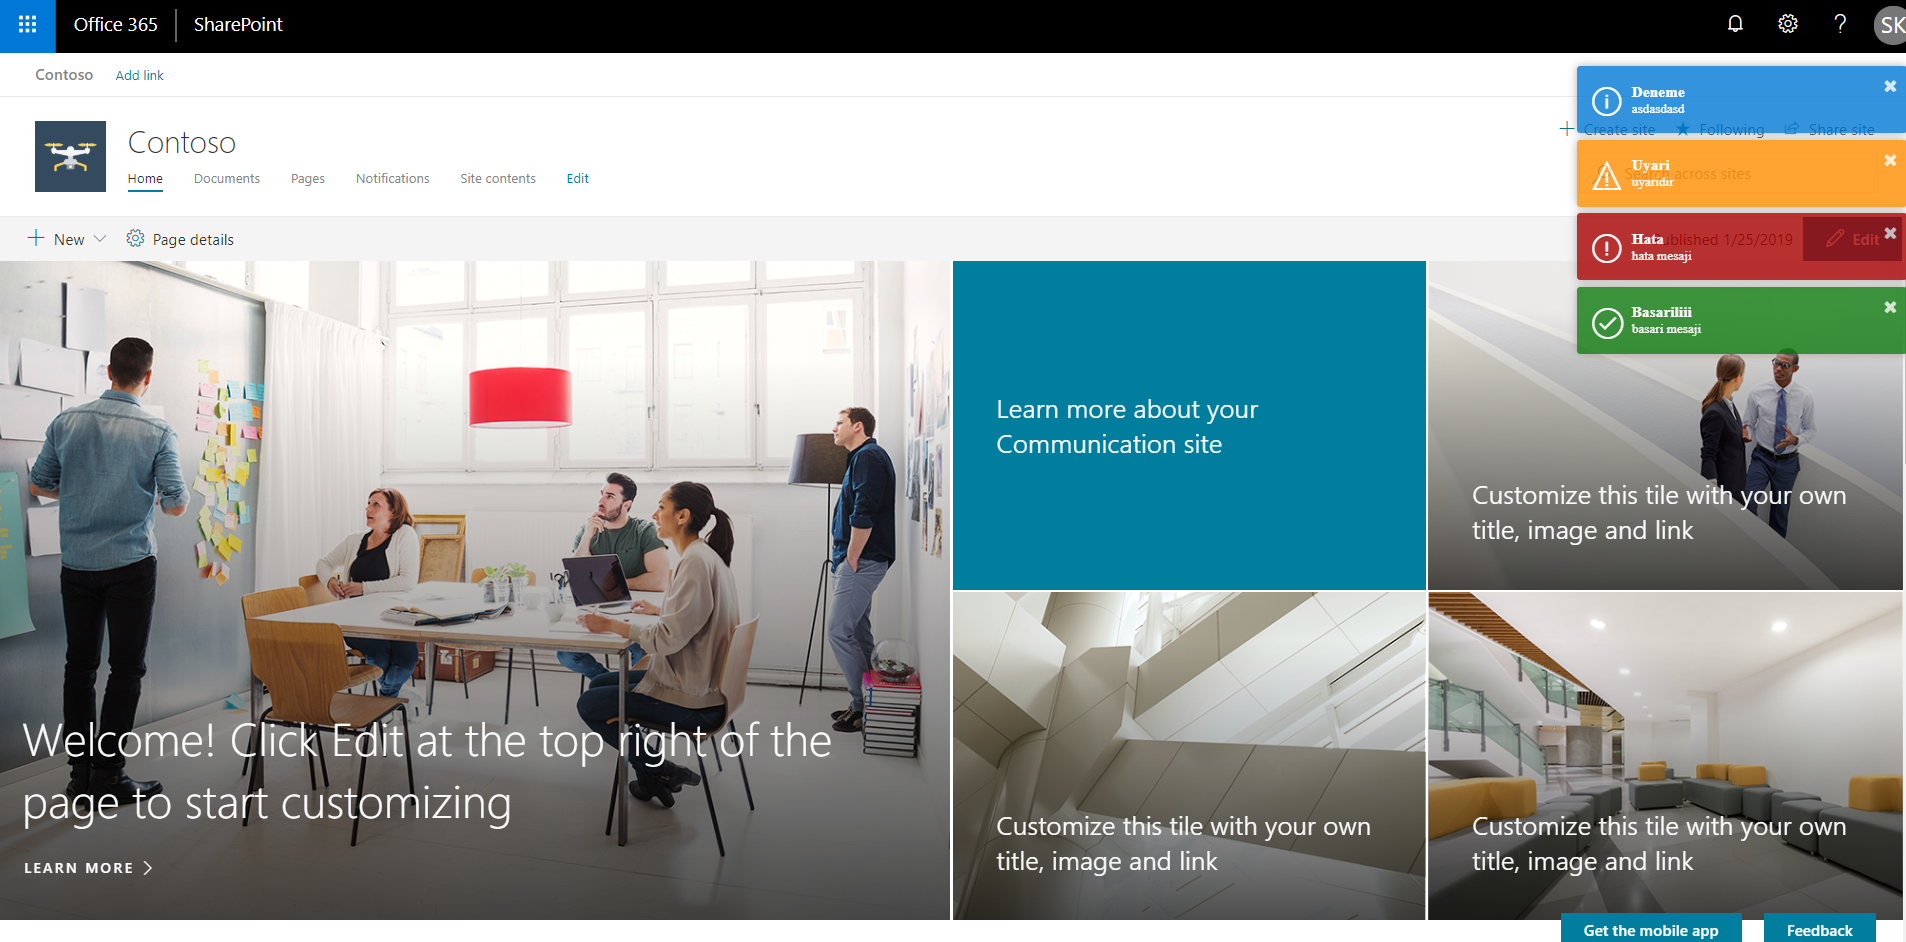 Office 365
SharePoint
SK
Contoso
Add link
Deneme
asdasdasd
Contoso
Create site
Following
Share site
Home
Documents
Pages
Notifications
Site contents
Edit
Uyari
uyaridir
Search across sites
New
Page details
Hata
hata mesaji
Published 1/25/2019
Edit
Basariliii
basari mesaji
Learn more about your
Communication site
Customize this tile with your own
title, image and link
Welcome! Click Edit at the top right of the
page to start customizing
LEARN MORE
Customize this tile with your own
title, image and link
Customize this tile with your own
title, image and link
Get the mobile app
Feedback